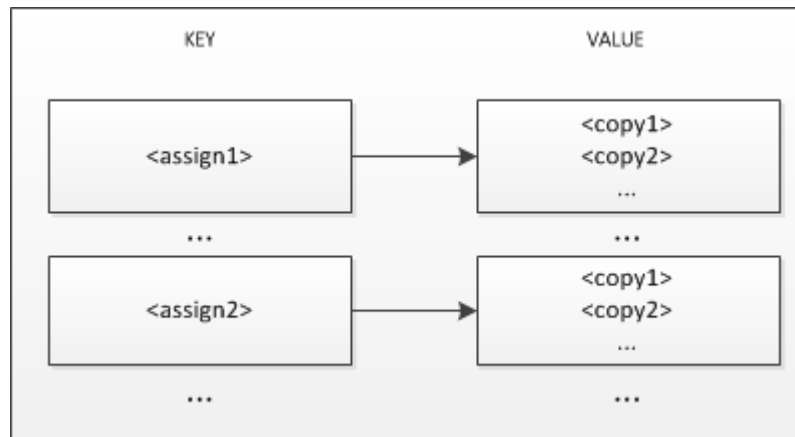 KEY VALUE
<assign1>
<copy1>
<copy2>
...
... ...
<assign2>
<copy1>
<copy2>
...
... ...